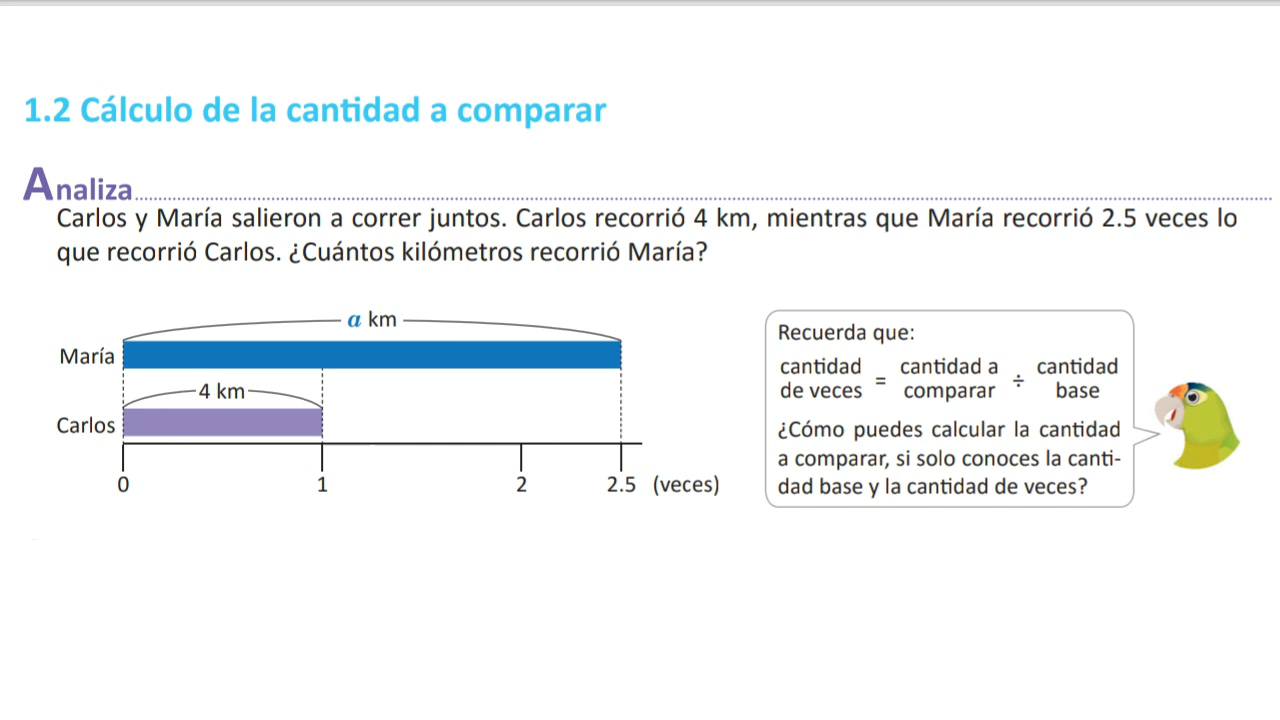 1.2 Cálculo de la cantidad a comparar
Analiza
Carlos y María salieron a correr juntos. Carlos recorrió 4 km, mientras que María recorrió 2.5 veces lo
que recorrió Carlos. ¿Cuántos kilómetros recorrió María?
a km
María
4 km
Carlos
0 1 2 2.5 (veces)
Recuerda que:
cantidad de veces = cantidad a comparar ÷ cantidad base
¿Cómo puedes calcular la cantidad
a comparar, si solo conoces la canti-
dad base y la cantidad de veces?